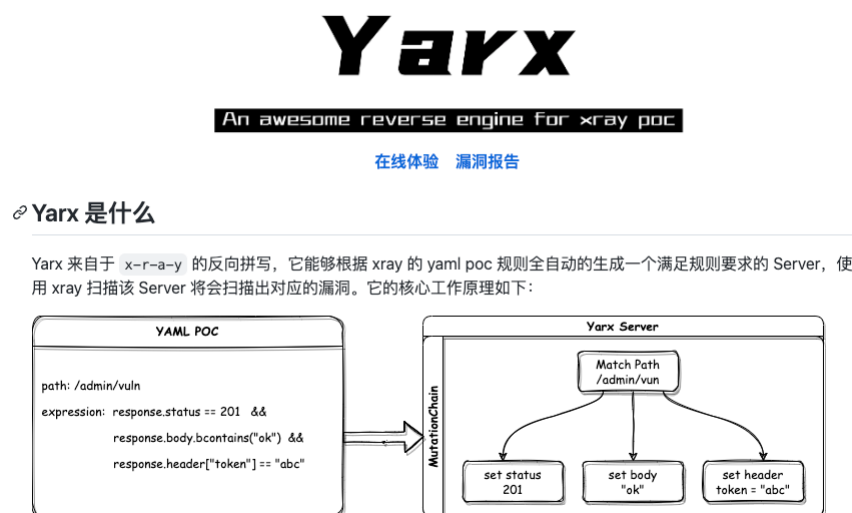 Yarx
An awesome reverse engine for xray poc
在线体验 漏洞报告
Yarx 是什么
Yarx 来自于 x-r-a-y 的反向拼写，它能够根据 xray 的 yaml poc 规则全自动的生成一个满足规则要求的 Server，使
用 xray 扫描该 Server 将会扫描出对应的漏洞。它的核心工作原理如下：
YAML POC
path: /admin/vuln
expression: response.status == 201 &&
response.body.bcontains("ok") &&
response.header["token"] == "abc"
Yarx Server
MutationChain
Match Path
/admin/vun
set status
201
set body
"ok"
set header
token = "abc"